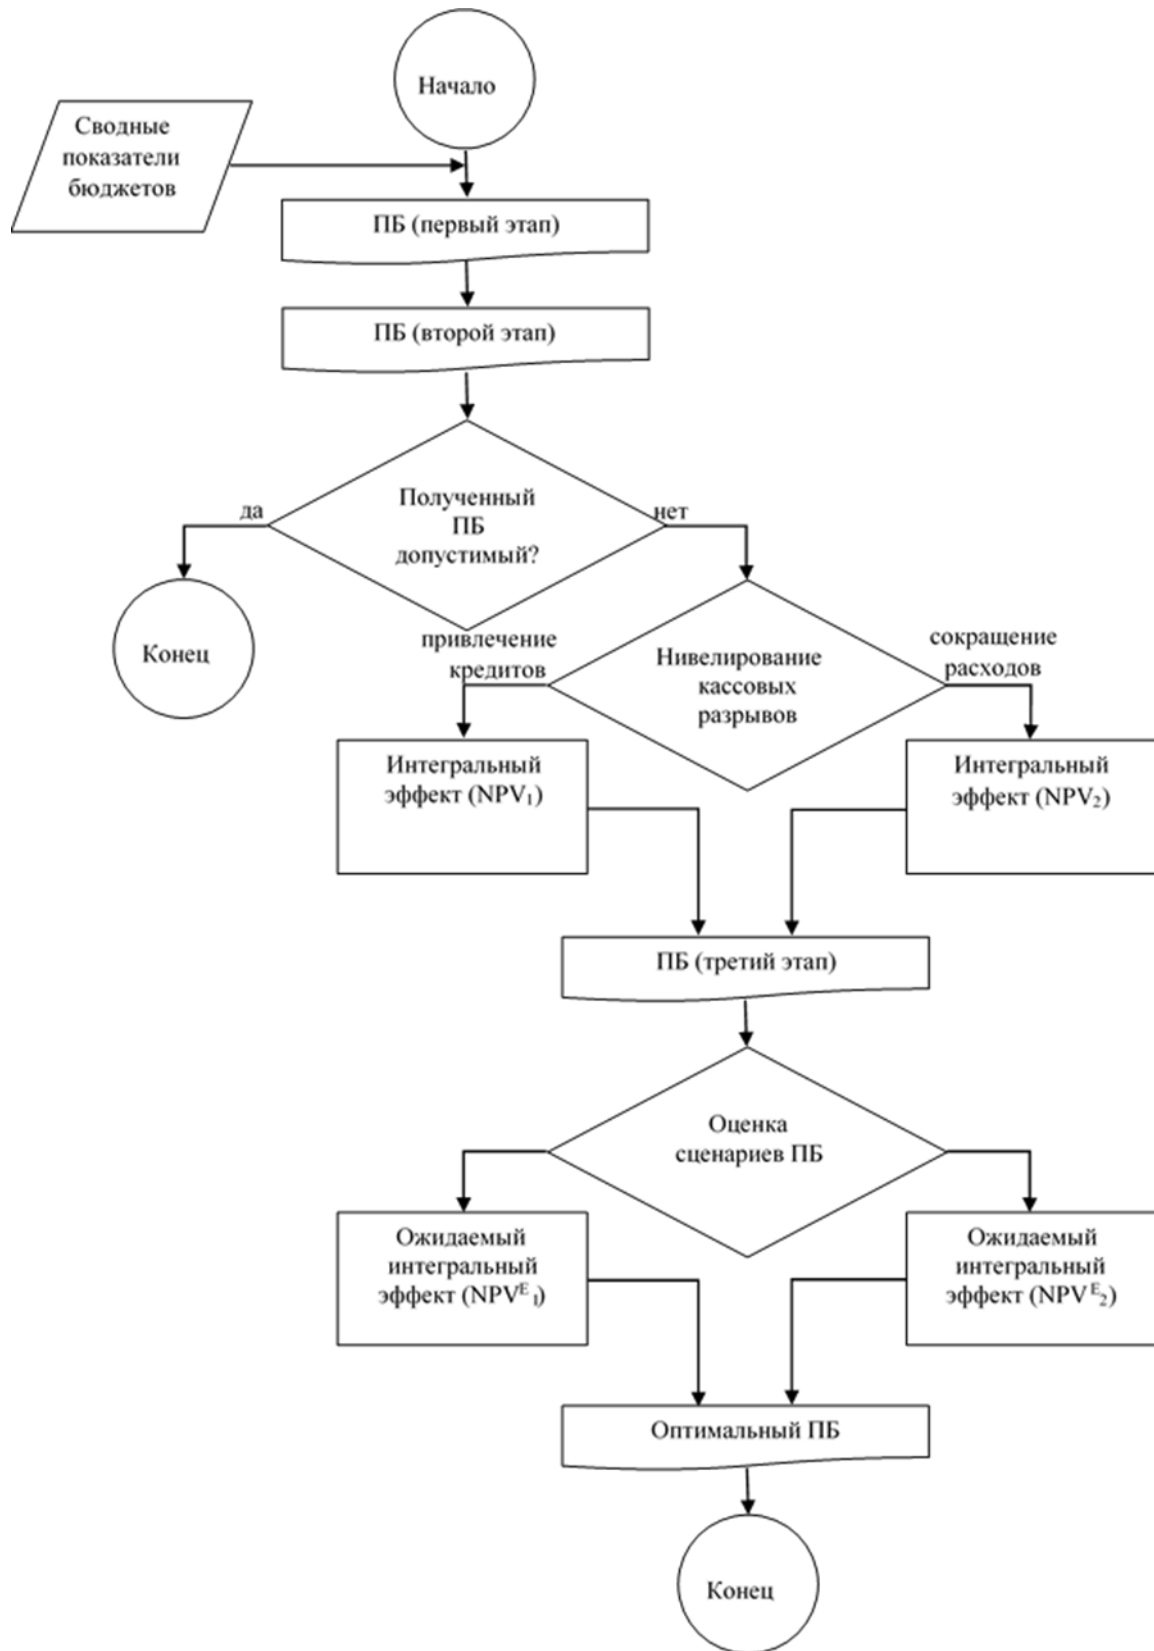 Начало
Сводные
показатели
бюджетов
ПБ (первый этап)
ПБ (второй этап)
да
Полученный
ПБ
допустимый?
нет
Конец
привлечение
кредитов
Нивелирование
кассовых
разрывов
сокращение
расходов
Интегральный
эффект (NPV₁)
Интегральный
эффект (NPV₂)
ПБ (третий этап)
Оценка
сценариев ПБ
Ожидаемый
интегральный
эффект (NPVᴱ₁)
Ожидаемый
интегральный
эффект (NPVᴱ₂)
Оптимальный ПБ
Конец